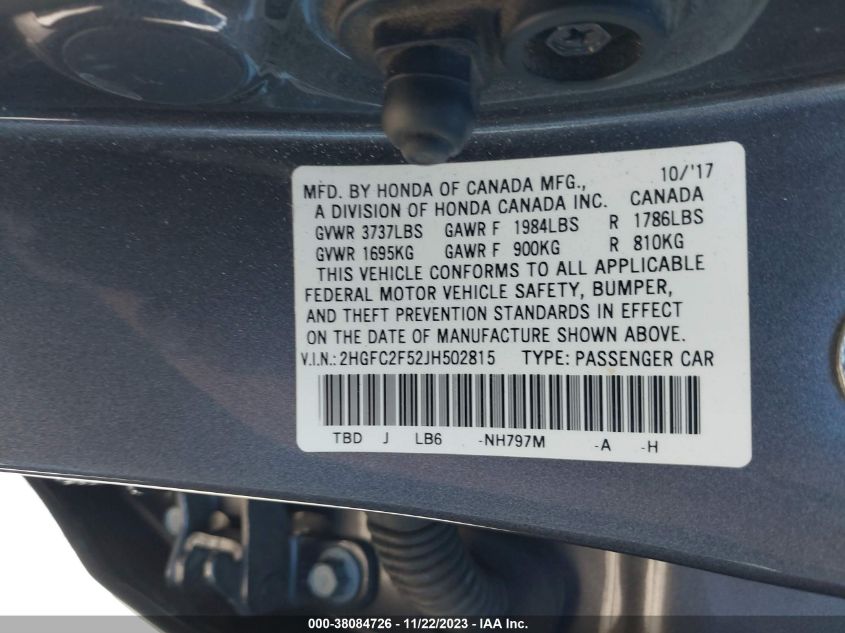 10/'17
MFD. BY HONDA OF CANADA MFG.,
A DIVISION OF HONDA CANADA INC. CANADA
GVWR 3737LBS GAWR F 1984LBS R 1786LBS
GVWR 1695KG GAWR F 900KG R 810KG
THIS VEHICLE CONFORMS TO ALL APPLICABLE
FEDERAL MOTOR VEHICLE SAFETY, BUMPER,
AND THEFT PREVENTION STANDARDS IN EFFECT
ON THE DATE OF MANUFACTURE SHOWN ABOVE.
V.I.N.: 2HGFC2F52JH502815 TYPE: PASSENGER CAR
TBD J LB6 -NH797M -A -H
000-38084726 - 11/22/2023 - IAA Inc.